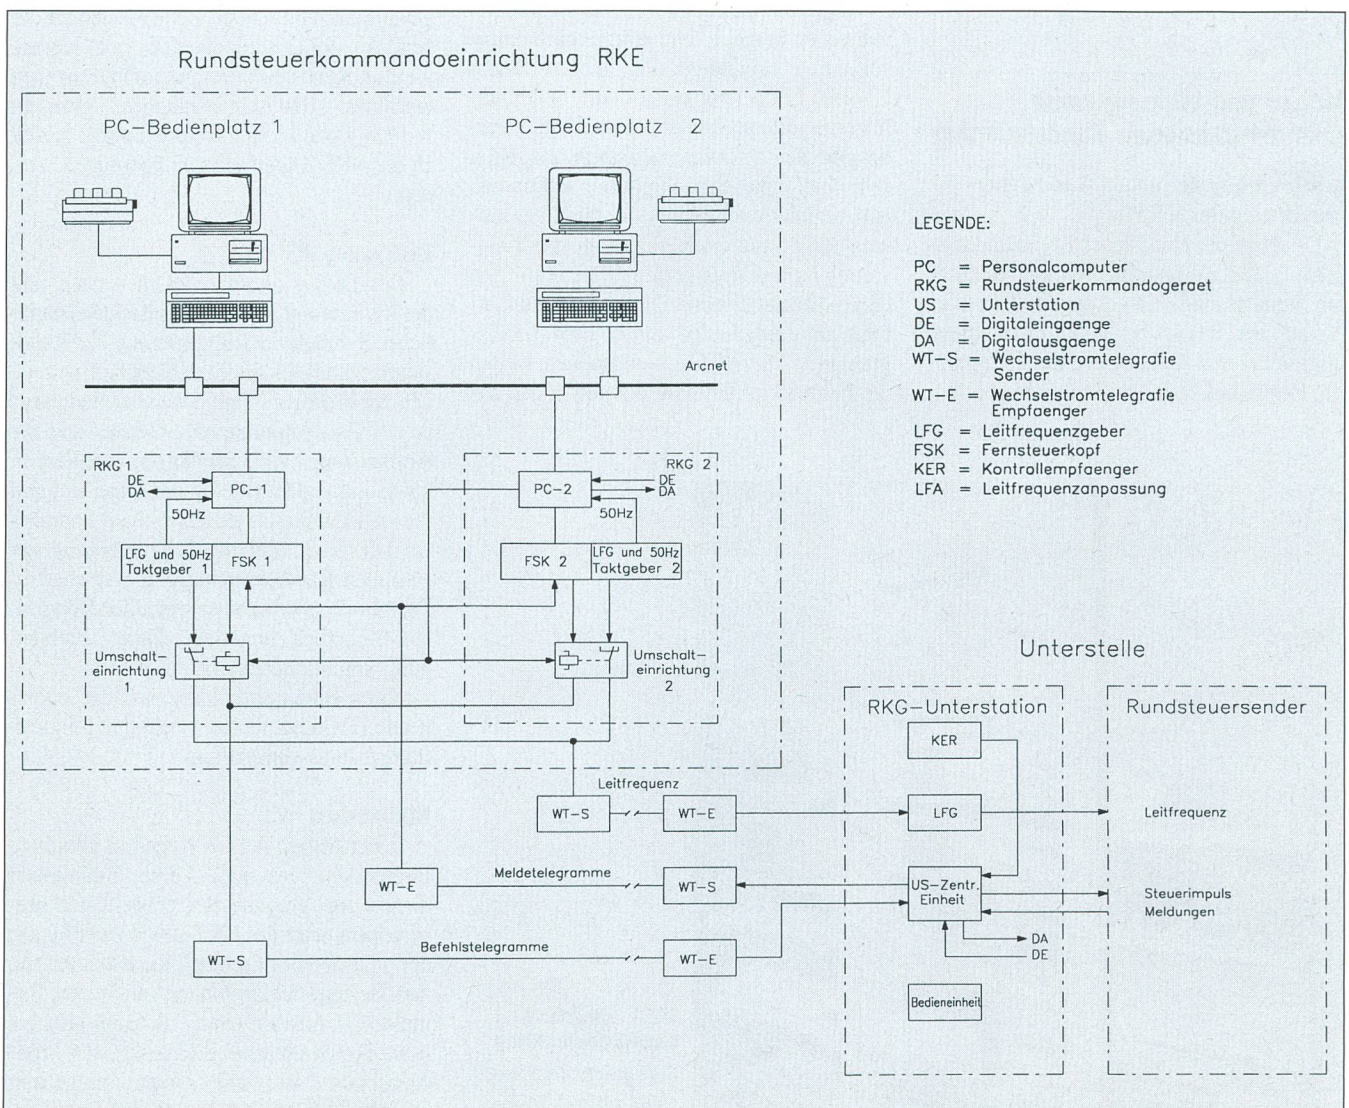 Rundsteuerkommandoeinrichtung RKE
PC-Bedienplatz 1
PC-Bedienplatz 2
Arcnet
LEGENDE:
PC = Personalcomputer
RKG = Rundsteuerkommandogeraet
US = Unterstation
DE = Digitaleingaenge
DA = Digitalausgaenge
WT-S = Wechselstromtelegrafie
Sender
WT-E = Wechselstromtelegrafie
Empfaenger
LFG = Leitfrequenzgeber
FSK = Fernsteuerkopf
KER = Kontrollempfaenger
LFA = Leitfrequenzanpassung
RKG 1
DE
DA
PC-1
50Hz
LFG und 50Hz
Taktgeber 1
FSK 1
Umschalt-
einrichtung
1
RKG 2
PC-2
DE
DA
50Hz
FSK 2
LFG und 50Hz
Taktgeber 2
Umschalt-
einrichtung
2
Unterstelle
RKG-Unterstation
Rundsteuersender
KER
Leitfrequenz
WT-S
WT-E
LFG
Leitfrequenz
WT-E
Meldetelegramme
WT-S
US-Zentr.
Einheit
Steuerimpuls
Meldungen
WT-S
Befehlstelegramme
WT-E
DA
DE
Bedieneinheit